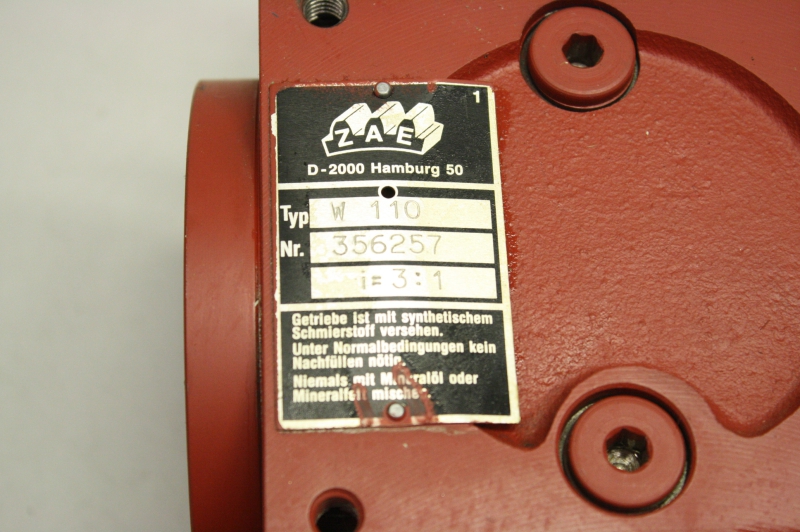 1
ZAE
D-2000 Hamburg 50
Typ W 110
Nr. 356257
i=3:1
Getriebe ist mit synthetischem
Schmierstoff versehen.
Unter Normalbedingungen kein
Nachfüllen nötig.
Niemals mit Mineralöl oder
Mineralfett mischen